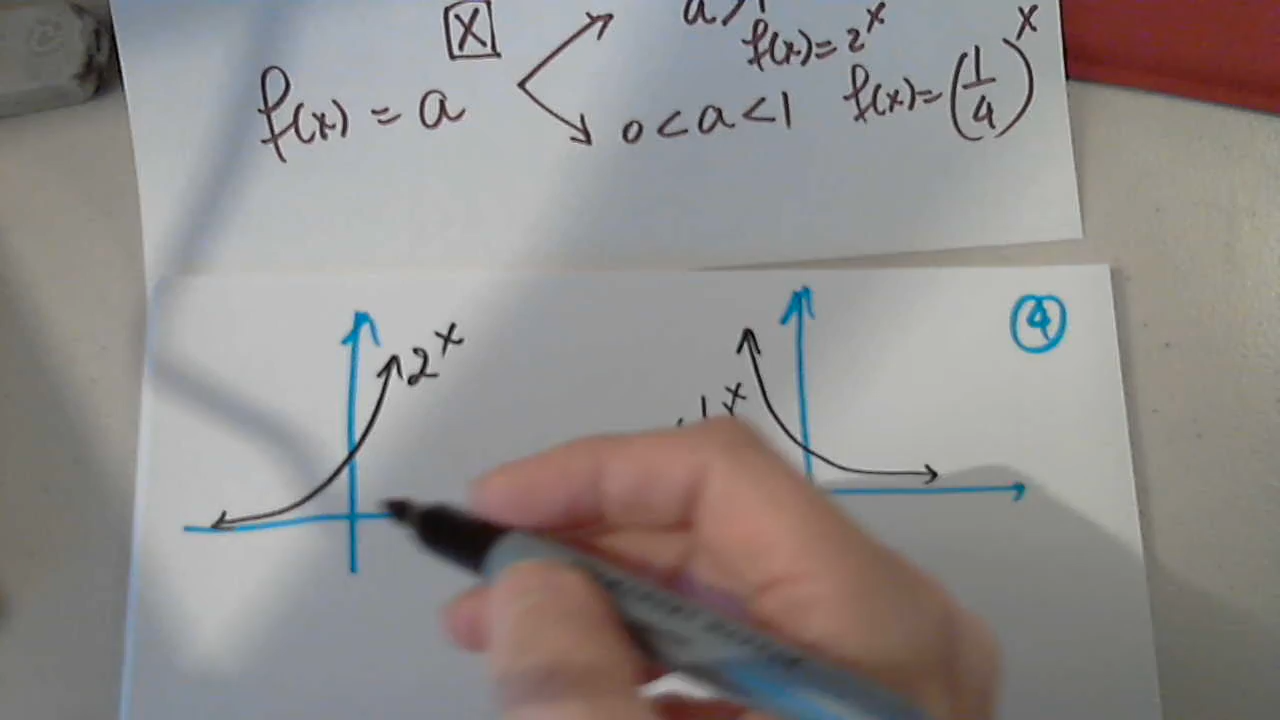 f(x) = a^x
a > 1
f(x) = 2^x
0 < a < 1 f(x) = (1/4)^x
4
2^x
x